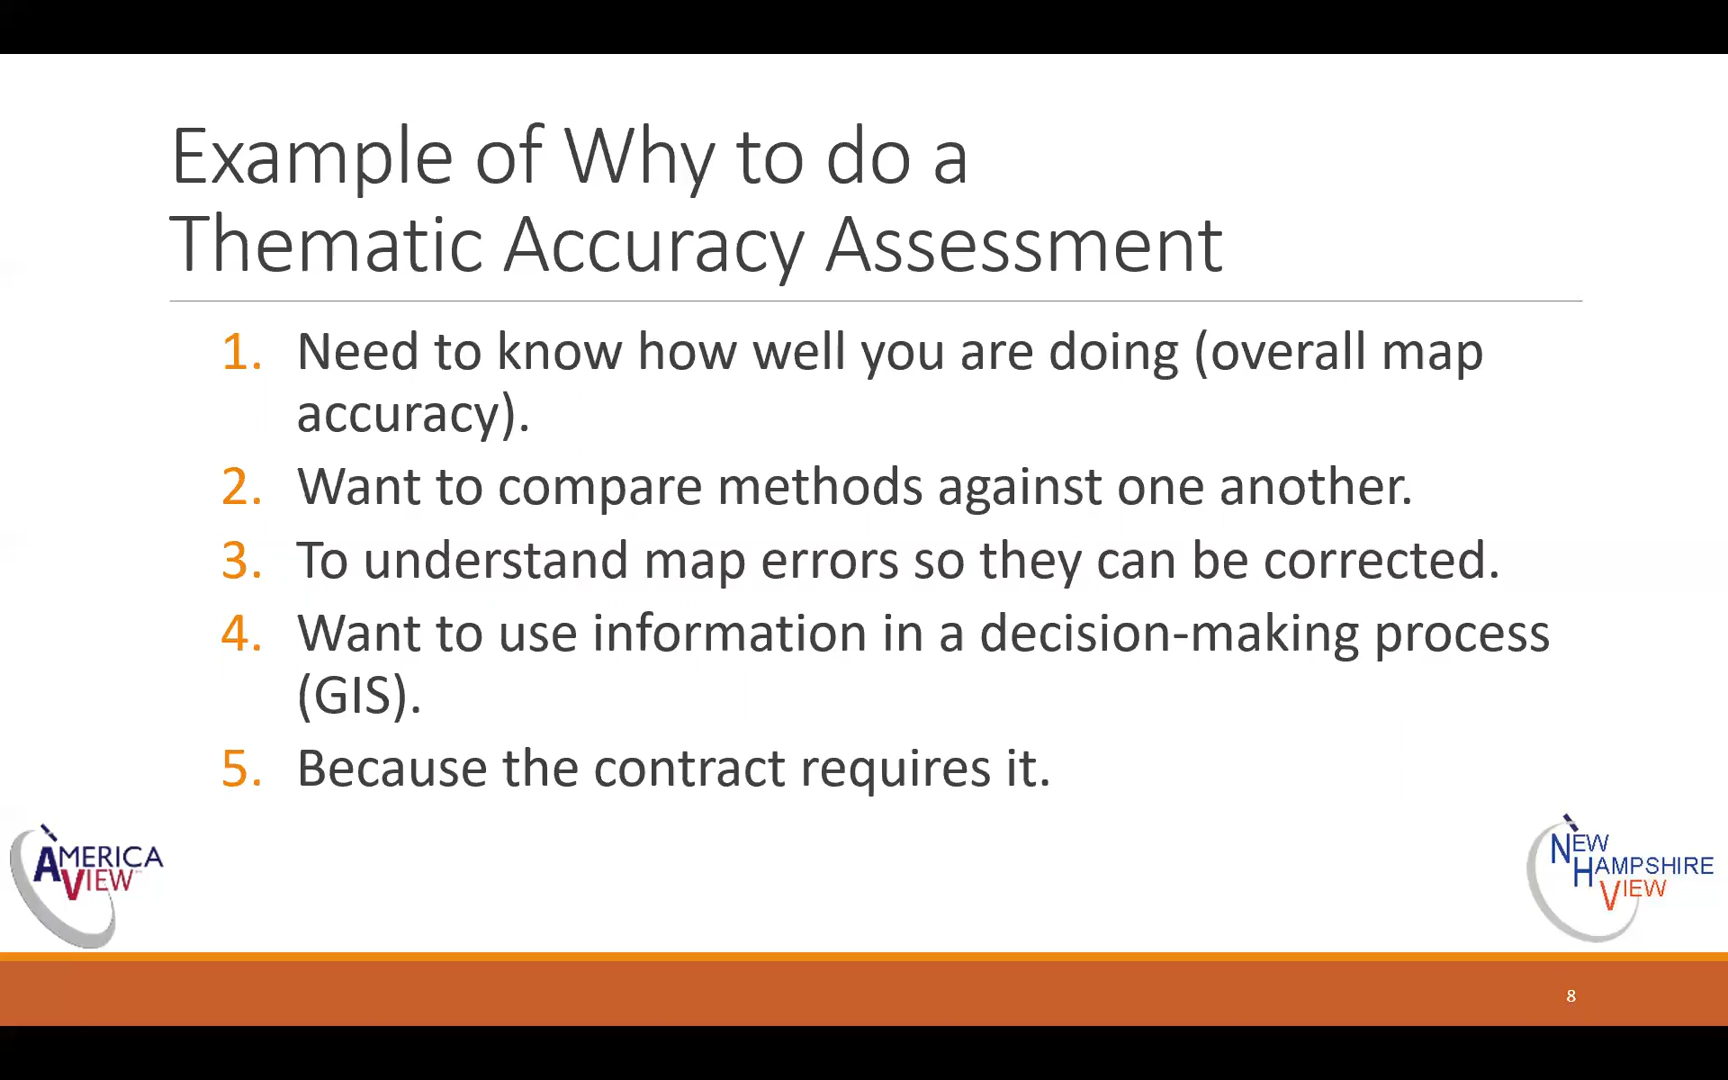 Example of Why to do a
Thematic Accuracy Assessment
1. Need to know how well you are doing (overall map
accuracy).
2. Want to compare methods against one another.
3. To understand map errors so they can be corrected.
4. Want to use information in a decision-making process
(GIS).
5. Because the contract requires it.
AMERICA
VIEW
NEW
HAMPSHIRE
VIEW
8